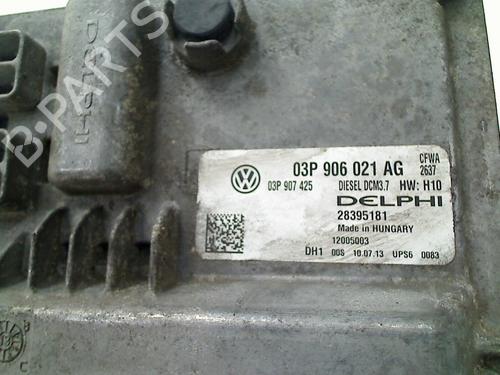 B-PARTS
DELPHI
03P 906 021 AG
CFWA
2637
03P 907 425
DIESEL DCM3.7
HW: H10
DELPHI
28395181
Made in HUNGARY
12005003
DH1 00S 10.07.13 UPS6 0083
C